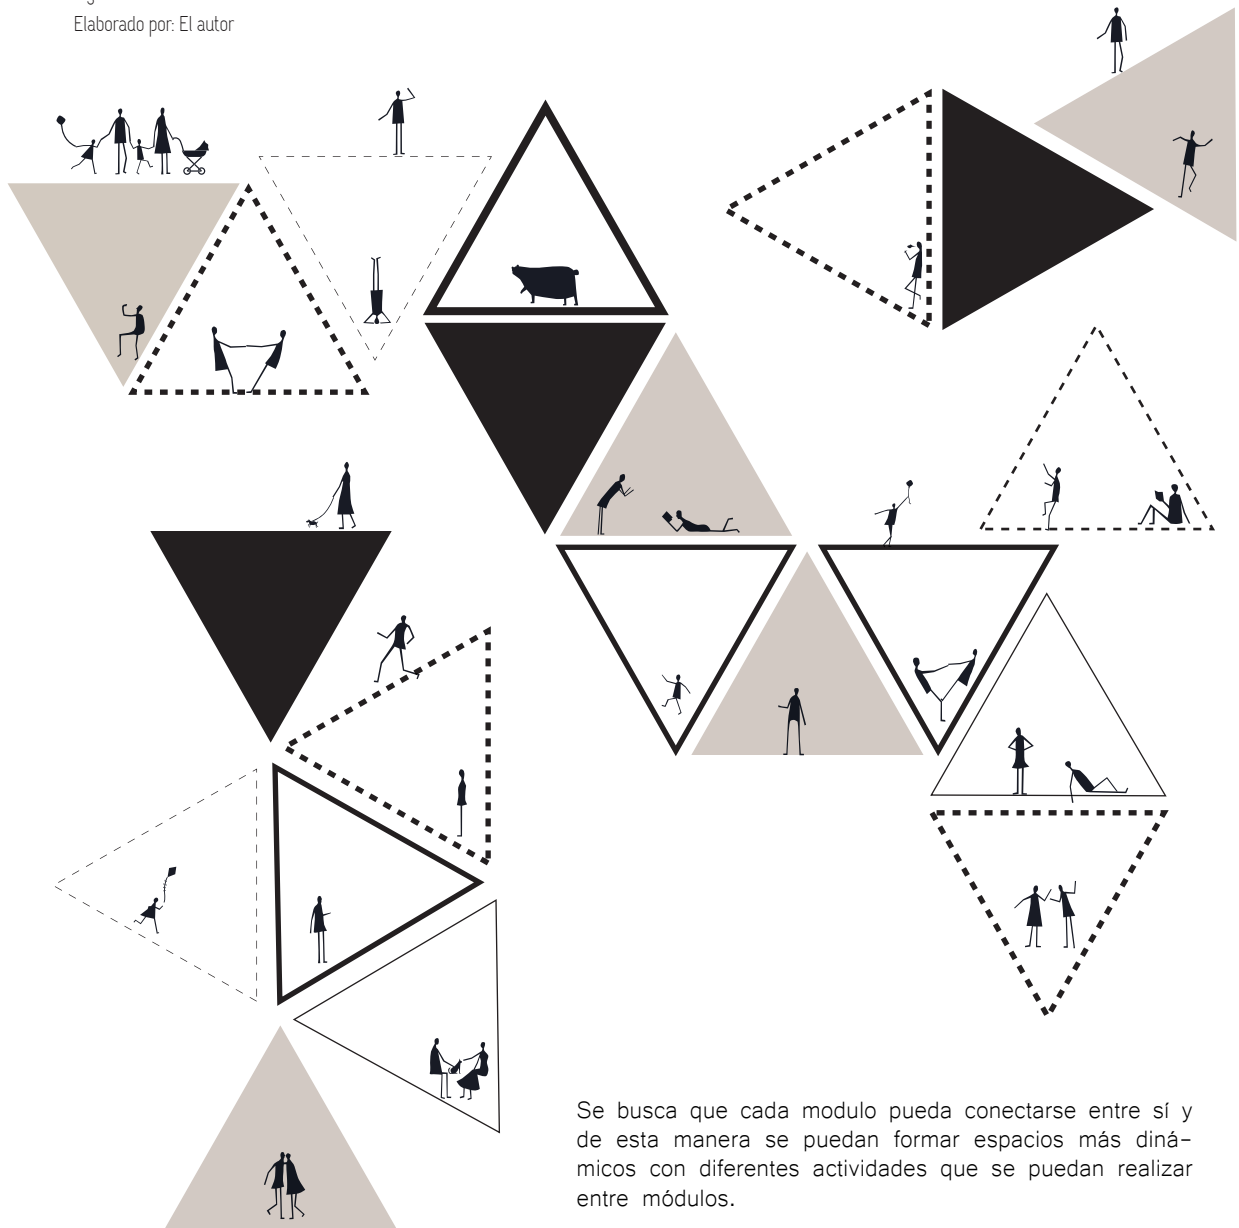 Elaborado por: El autor
Se busca que cada modulo pueda conectarse entre sí y
de esta manera se puedan formar espacios más diná-
micos con diferentes actividades que se puedan realizar
entre módulos.